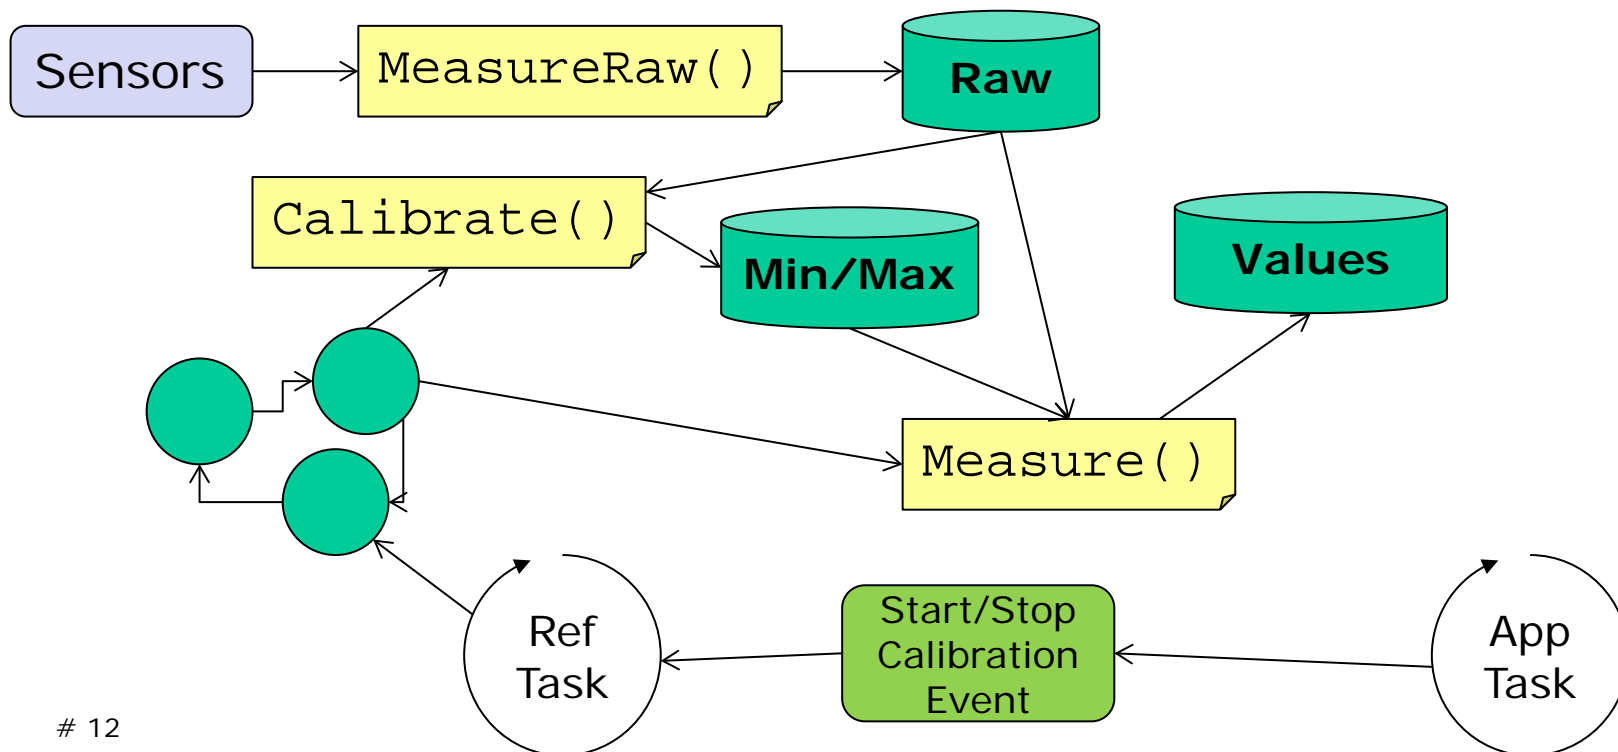 Sensors
MeasureRaw()
Raw
Calibrate()
Min/Max
Values
Measure()
Ref
Task
Start/Stop
Calibration
Event
App
Task
# 12